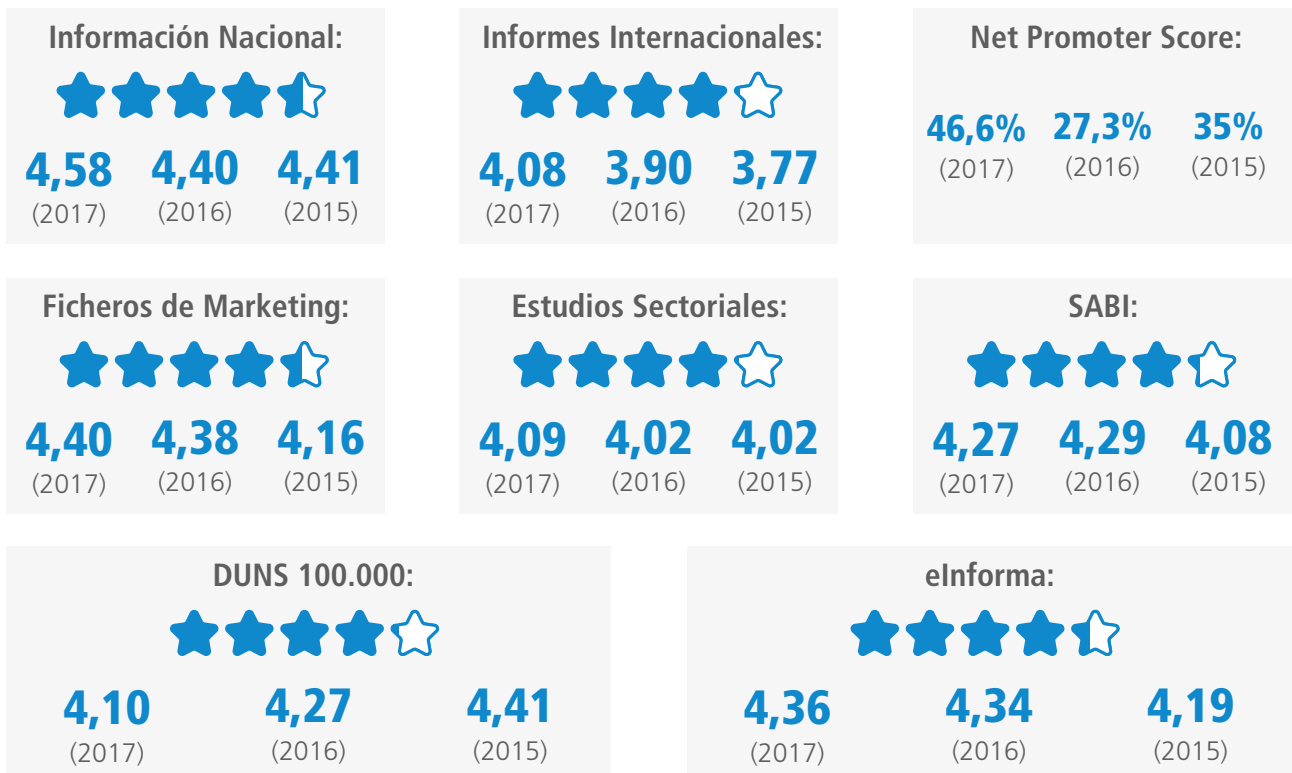 Información Nacional:
4,58 4,40 4,41
(2017) (2016) (2015)
Informes Internacionales:
4,08 3,90 3,77
(2017) (2016) (2015)
Net Promoter Score:
46,6% 27,3% 35%
(2017) (2016) (2015)
Ficheros de Marketing:
4,40 4,38 4,16
(2017) (2016) (2015)
Estudios Sectoriales:
4,09 4,02 4,02
(2017) (2016) (2015)
SABI:
4,27 4,29 4,08
(2017) (2016) (2015)
DUNS 100.000:
4,10 4,27 4,41
(2017) (2016) (2015)
eInforma:
4,36 4,34 4,19
(2017) (2016) (2015)